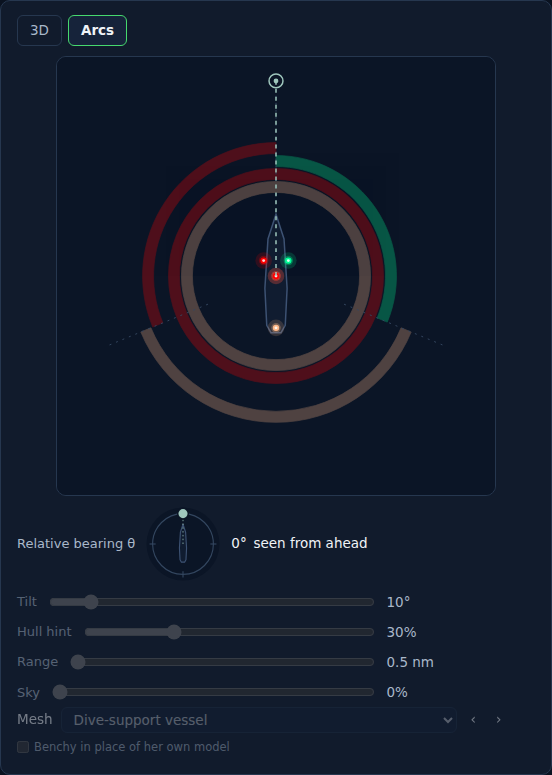 3D Arcs
Relative bearing θ 0° seen from ahead
Tilt 10°
Hull hint 30%
Range 0.5 nm
Sky 0%
Mesh Dive-support vessel ‹ ›
Benchy in place of her own model